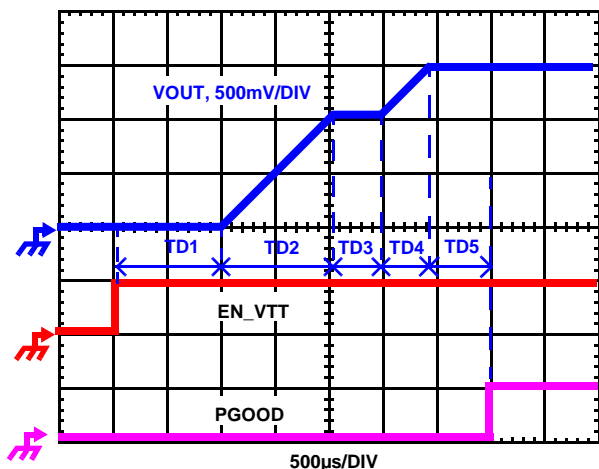 VOUT, 500mV/DIV
TD1 TD2 TD3 TD4 TD5
EN_VTT
PGOOD
500µs/DIV